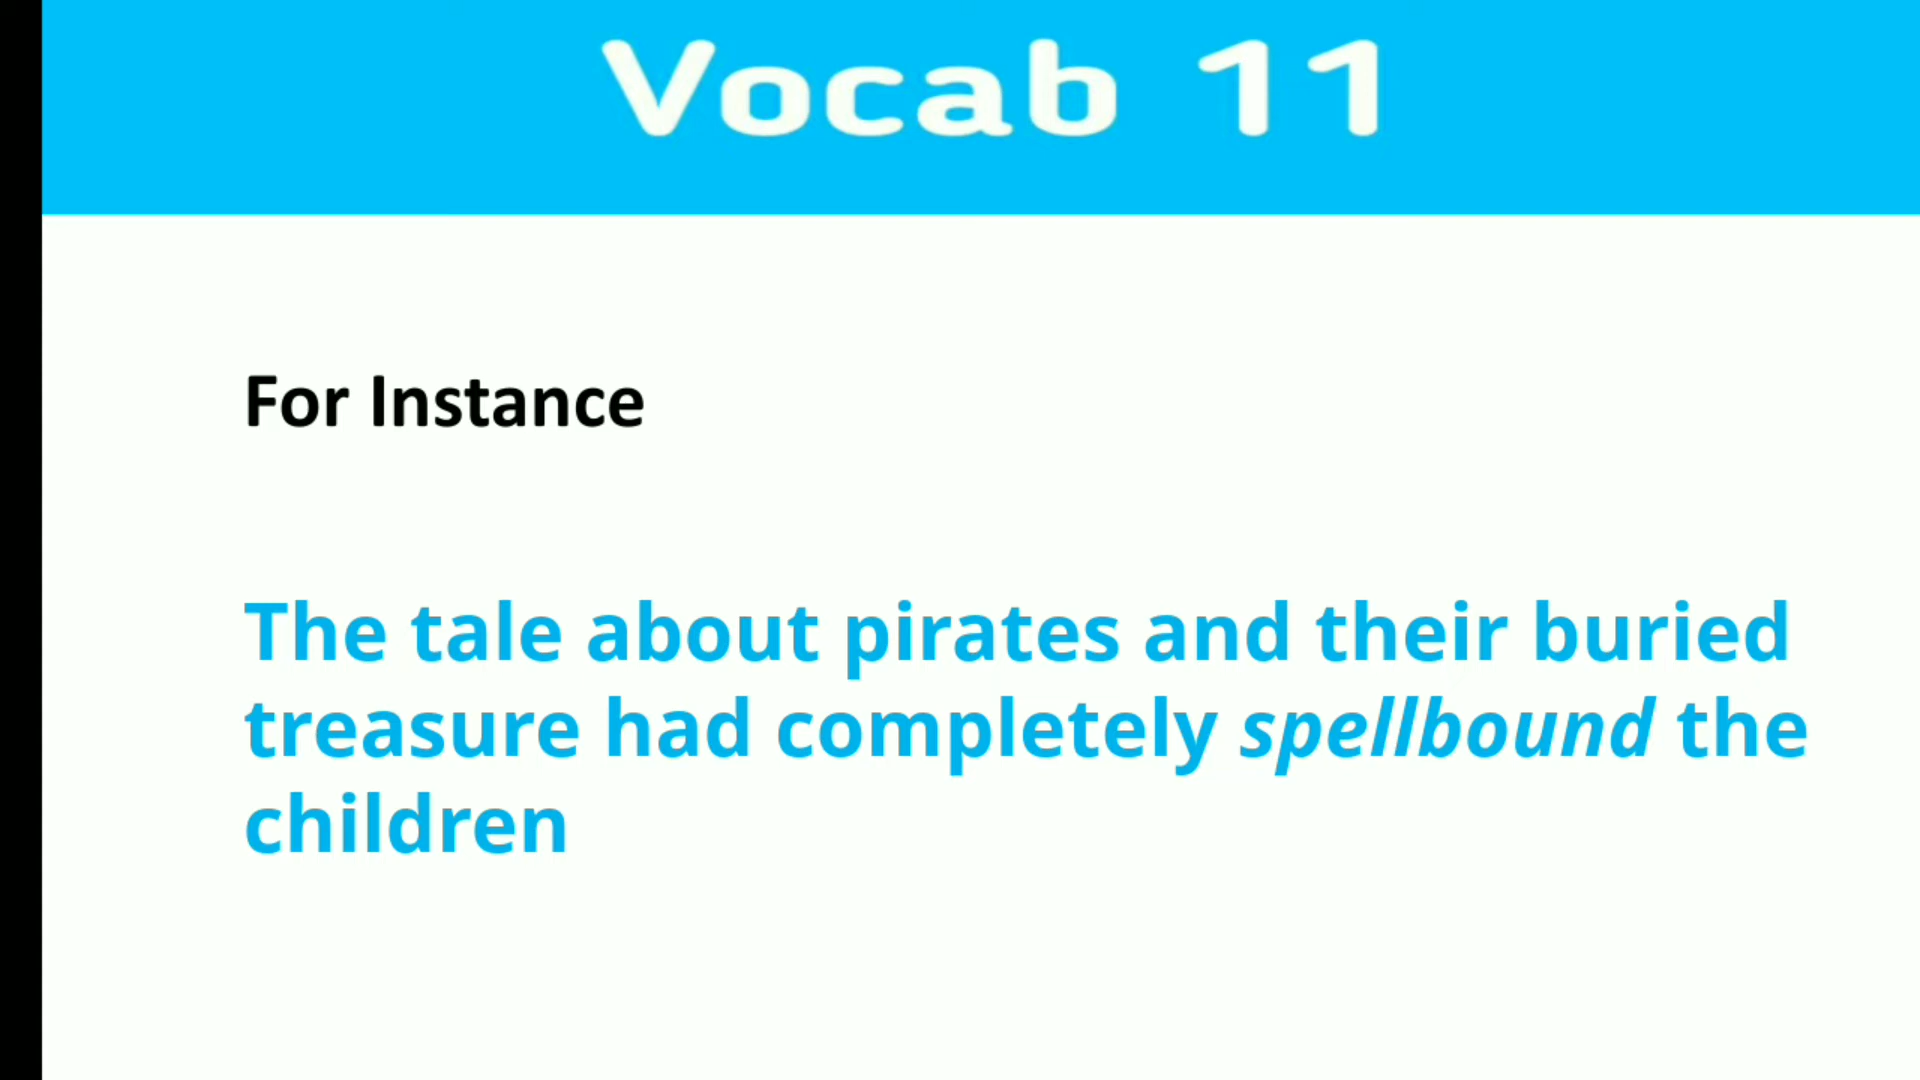 Vocab 11
For Instance
The tale about pirates and their buried
treasure had completely spellbound the
children